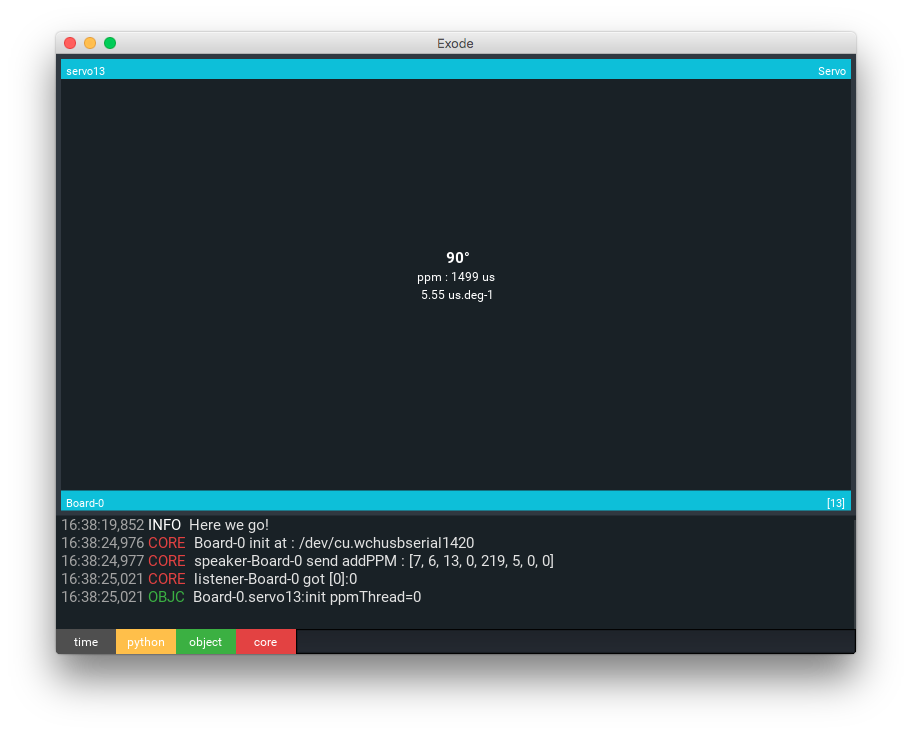 Exode
servo13 Servo
90°
ppm : 1499 us
5.55 us.deg-1
Board-0 [13]
16:38:19,852 INFO Here we go!
16:38:24,976 CORE Board-0 init at : /dev/cu.wchusbserial1420
16:38:24,977 CORE speaker-Board-0 send addPPM : [7, 6, 13, 0, 219, 5, 0, 0]
16:38:25,021 CORE listener-Board-0 got [0]:0
16:38:25,021 OBJC Board-0.servo13:init ppmThread=0
time python object core